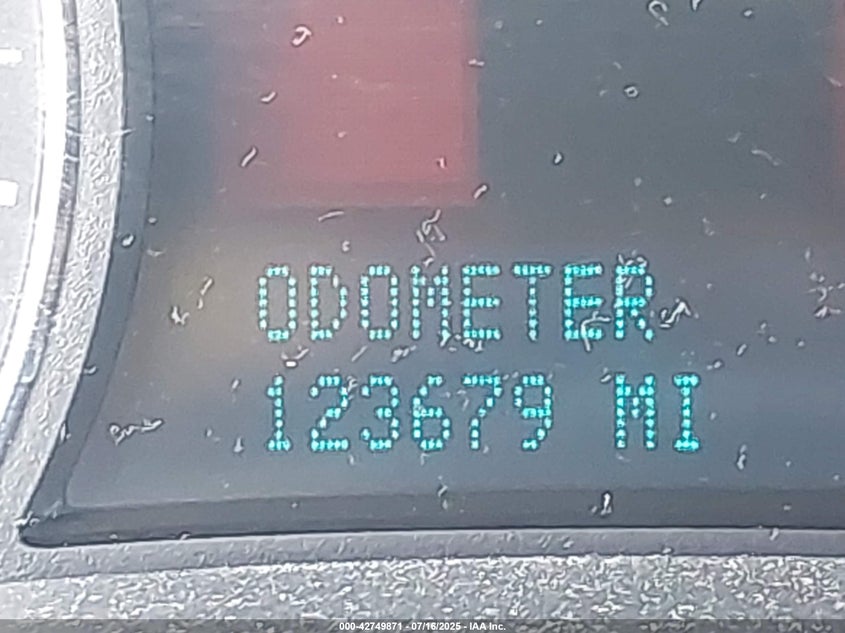 ODOMETER
123679 MI
000-42749871 - 07/16/2025 - IAA Inc.